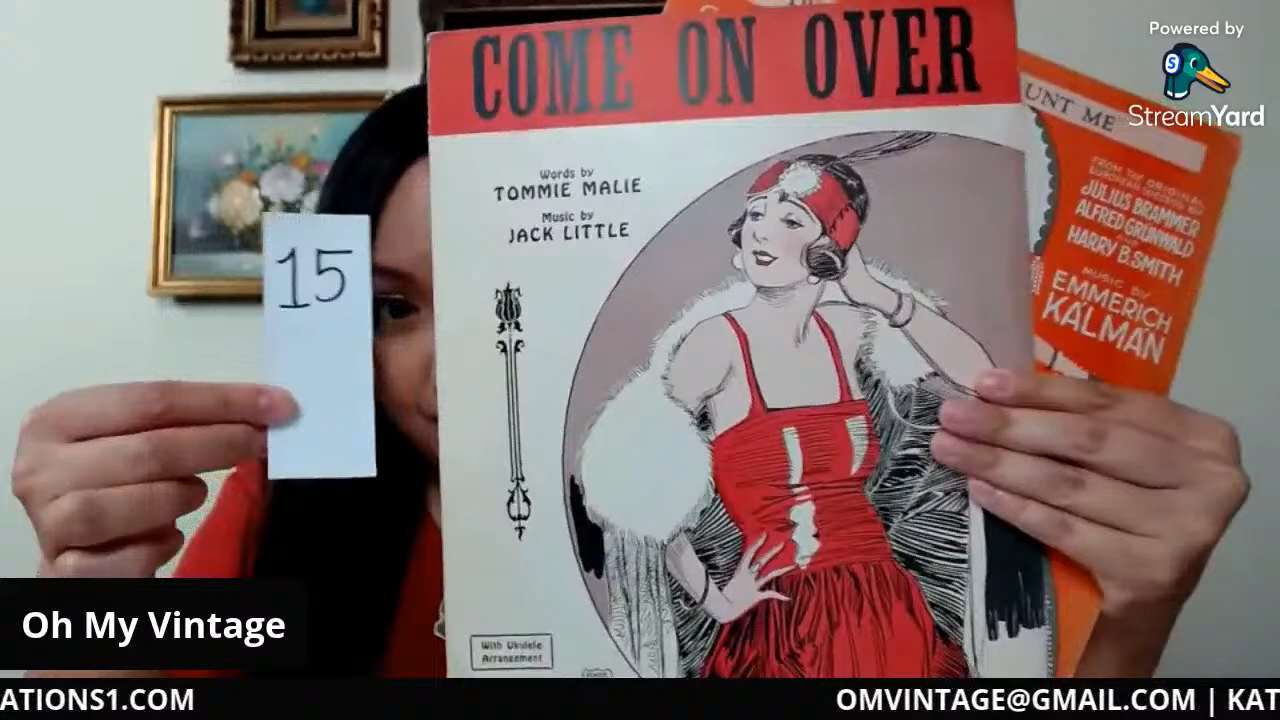 COME ON OVER
Words by
TOMMIE MALIE
Music by
JACK LITTLE
With Ukulele
Arrangement
UNT ME
FROM THE ORIGINAL
JULIUS BRAMMER
ALFRED GRUNWALD
HARRY B. SMITH
MUSIC BY
EMMERICH
KÁLMÁN
15
Powered by
S
StreamYard
Oh My Vintage
ATIONS1.COM
OMVINTAGE@GMAIL.COM | KAT